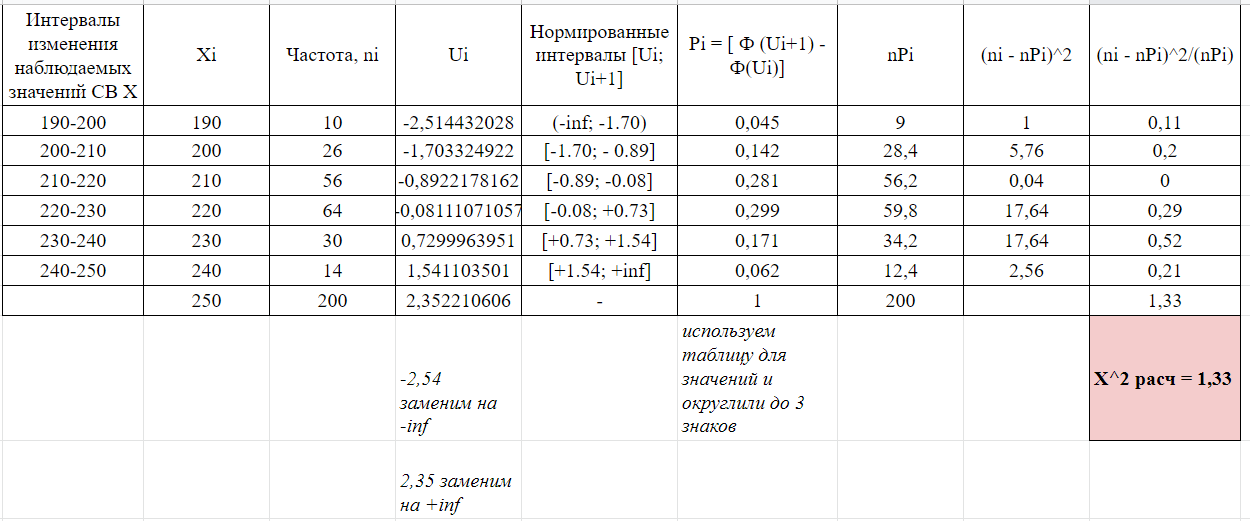 Интервалы изменения наблюдаемых значений СВ X | Xi | Частота, ni | Ui | Нормированные интервалы [Ui; Ui+1] | Pi = [ Ф (Ui+1) - Ф(Ui)] | nPi | (ni - nPi)^2 | (ni - nPi)^2/(nPi)
190-200 | 190 | 10 | -2,514432028 | (-inf; -1.70) | 0,045 | 9 | 1 | 0,11
200-210 | 200 | 26 | -1,703324922 | [-1.70; - 0.89] | 0,142 | 28,4 | 5,76 | 0,2
210-220 | 210 | 56 | -0,8922178162 | [-0.89; -0.08] | 0,281 | 56,2 | 0,04 | 0
220-230 | 220 | 64 | -0,08111071057 | [-0.08; +0.73] | 0,299 | 59,8 | 17,64 | 0,29
230-240 | 230 | 30 | 0,7299963951 | [+0.73; +1.54] | 0,171 | 34,2 | 17,64 | 0,52
240-250 | 240 | 14 | 1,541103501 | [+1.54; +inf] | 0,062 | 12,4 | 2,56 | 0,21
250 | 200 | 2,352210606 | - | 1 | 200 | 1,33
-2,54
заменим на
-inf
используем
таблицу для
значений и
округлили до 3
знаков
X^2 расч = 1,33
2,35 заменим
на +inf